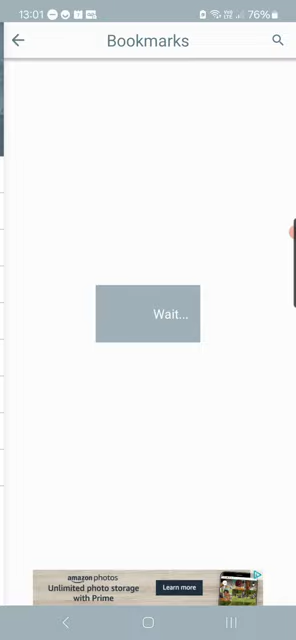 13:01 76%
Bookmarks
Wait...
amazon photos
Unlimited photo storage
with Prime
Learn more